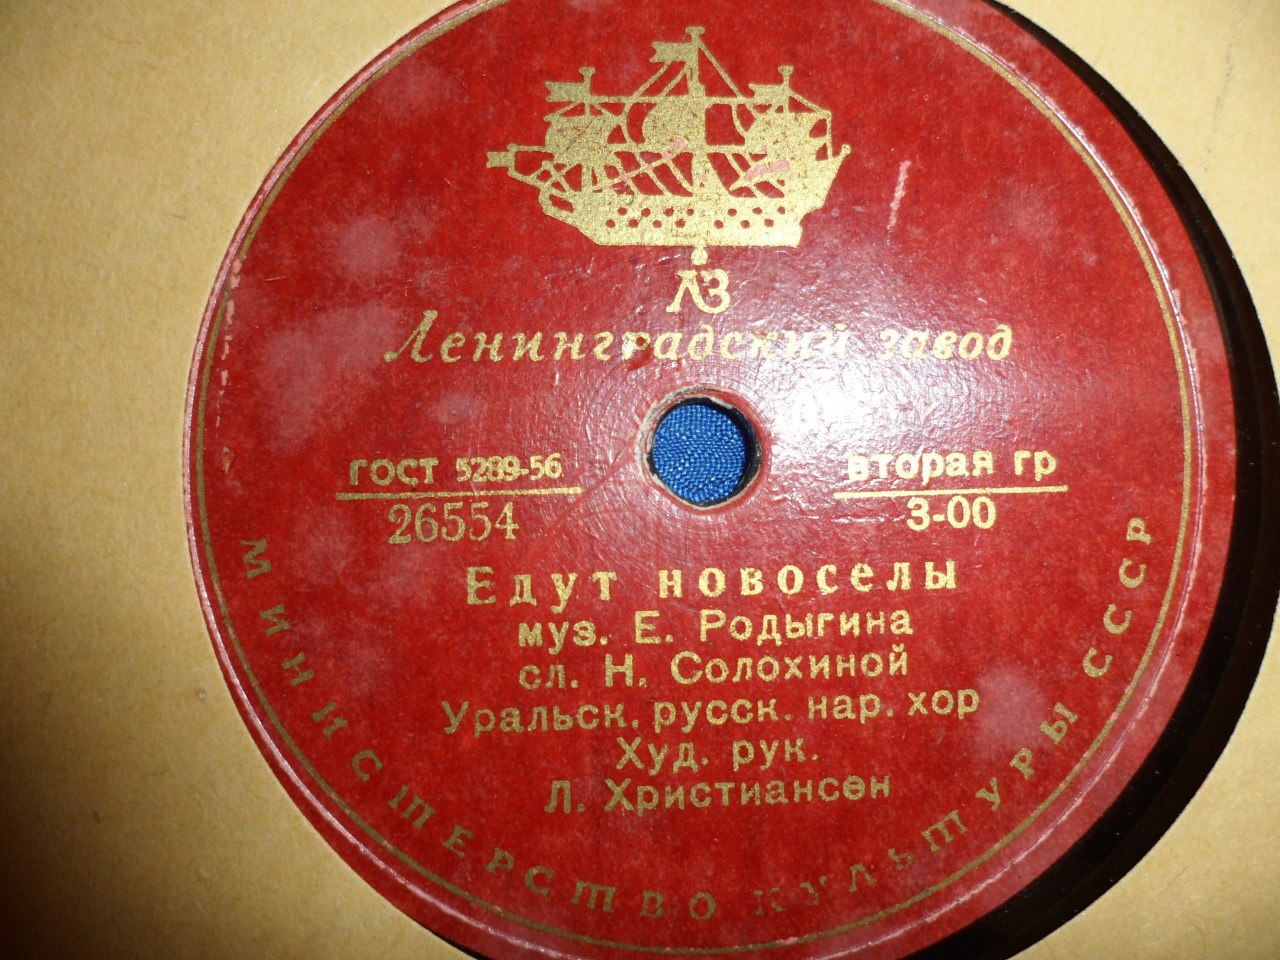 ЛЗ
Ленинградский завод
ГОСТ 5289-56
26554
вторая гр
3-00
Едут новоселы
муз. Е. Родыгина
сл. Н. Солохиной
Уральск. русск. нар. хор
Худ. рук.
Л. Христиансен
МИНИСТЕРСТВО КУЛЬТУРЫ СССР